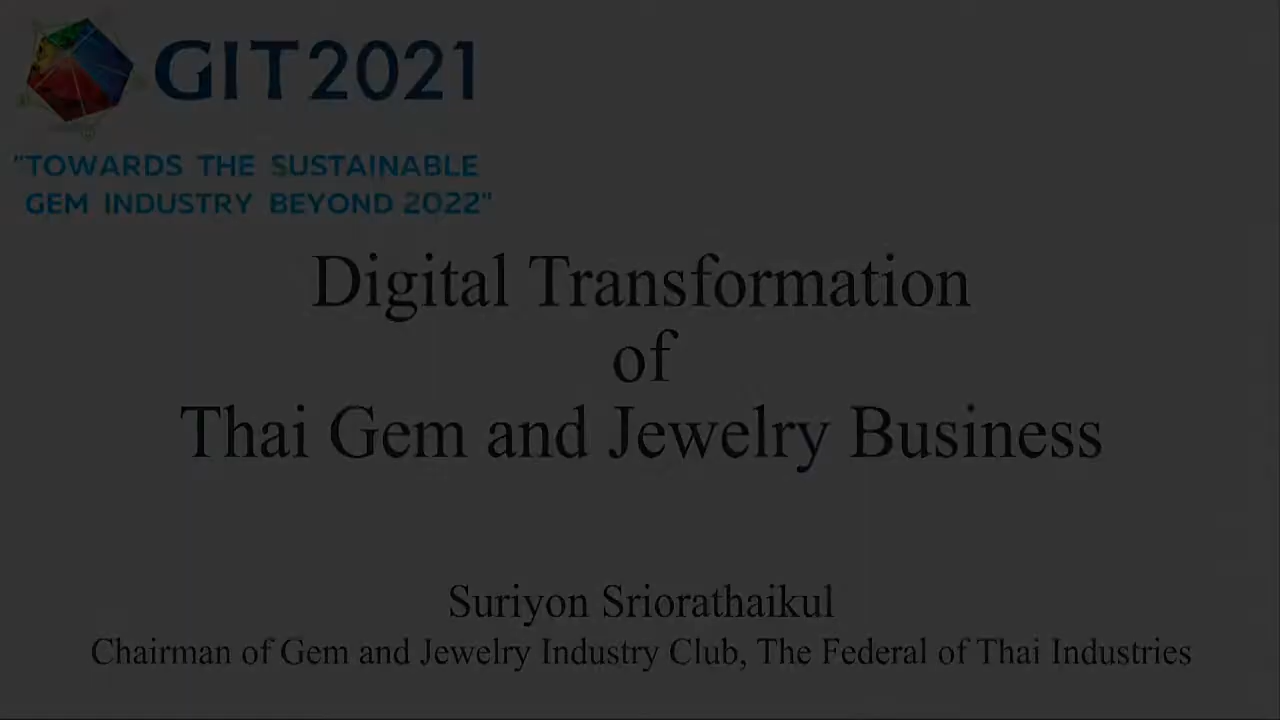 GIT2021
"TOWARDS THE SUSTAINABLE
GEM INDUSTRY BEYOND 2022"
Digital Transformation
of
Thai Gem and Jewelry Business
Suriyon Sriorathaikul
Chairman of Gem and Jewelry Industry Club, The Federal of Thai Industries